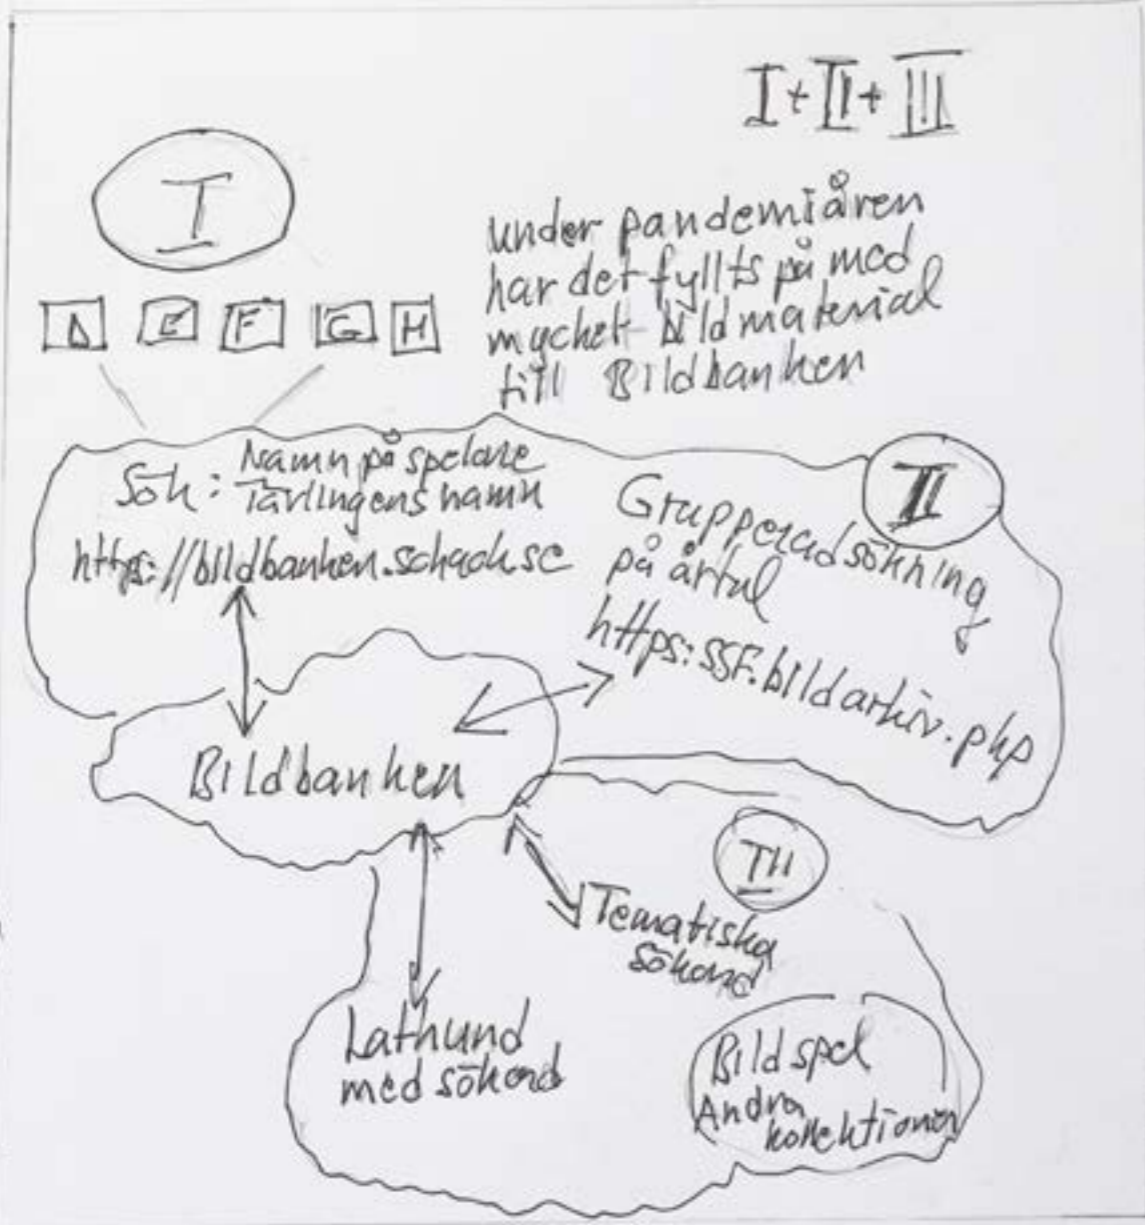 I + II + III
I
under pandemiåren
har det fyllts på med
mycket bildmaterial
till Bildbanken
D E F G H
Sök: Namn på spelare
Tävlingens namn
https://bildbanken.schack.se
II
Grupperad sökning
på årtal
https:SSF.bildarkiv.php
Bildbanken
III
Tematiska
sökord
Lathund
med sökord
Bildspel
Andra
kollektioner